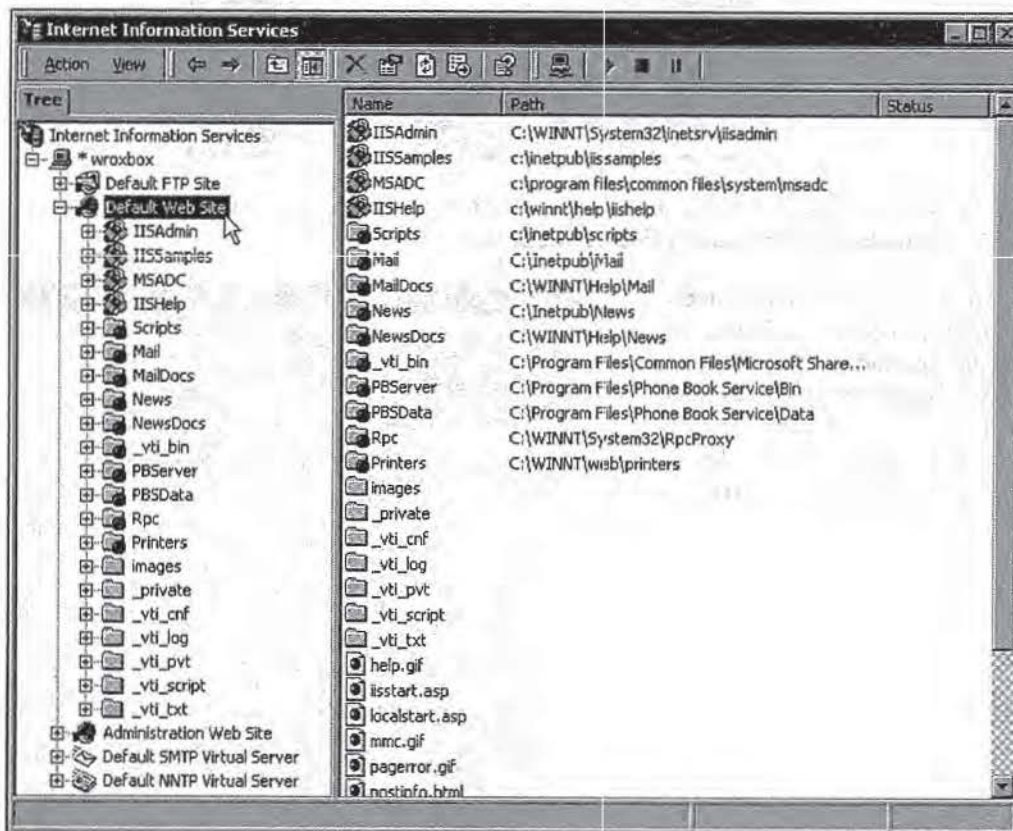 Internet Information Services
Action View
Tree
Internet Information Services
* wroxbox
Default FTP Site
Default Web Site
IISAdmin
IISSamples
MSADC
IISHelp
Scripts
Mail
MailDocs
News
NewsDocs
_vti_bin
PBServer
PBSData
Rpc
Printers
images
_private
_vti_cnf
_vti_log
_vti_pvt
_vti_script
_vti_txt
Administration Web Site
Default SMTP Virtual Server
Default NNTP Virtual Server
Name Path Status
IISAdmin C:\WINNT\System32\inetsrv\iisadmin
IISSamples c:\inetpub\iissamples
MSADC c:\program files\common files\system\msadc
IISHelp c:\winnt\help\iishelp
Scripts c:\inetpub\scripts
Mail C:\Inetpub\Mail
MailDocs C:\WINNT\Help\Mail
News C:\Inetpub\News
NewsDocs C:\WINNT\Help\News
_vti_bin C:\Program Files\Common Files\Microsoft Share...
PBServer C:\Program Files\Phone Book Service\Bin
PBSData C:\Program Files\Phone Book Service\Data
Rpc C:\WINNT\System32\RpcProxy
Printers C:\WINNT\web\printers
images
_private
_vti_cnf
_vti_log
_vti_pvt
_vti_script
_vti_txt
help.gif
iisstart.asp
localstart.asp
mmc.gif
pagerror.gif
postinfo.html